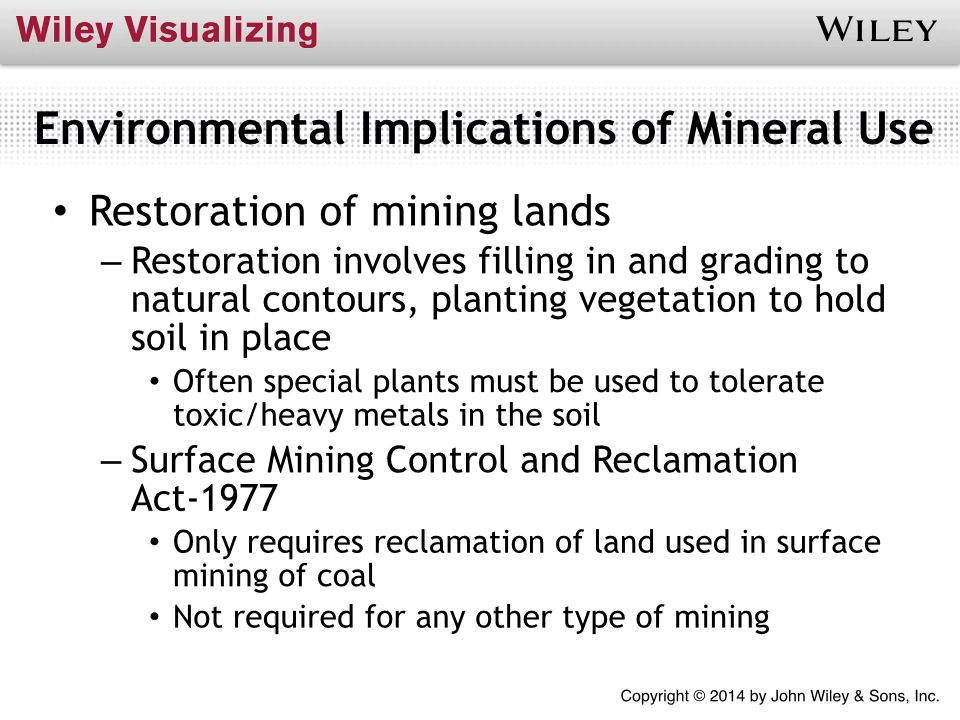 Wiley Visualizing
WILEY
Environmental Implications of Mineral Use
• Restoration of mining lands
– Restoration involves filling in and grading to
natural contours, planting vegetation to hold
soil in place
• Often special plants must be used to tolerate
toxic/heavy metals in the soil
– Surface Mining Control and Reclamation
Act-1977
• Only requires reclamation of land used in surface
mining of coal
• Not required for any other type of mining
Copyright © 2014 by John Wiley & Sons, Inc.